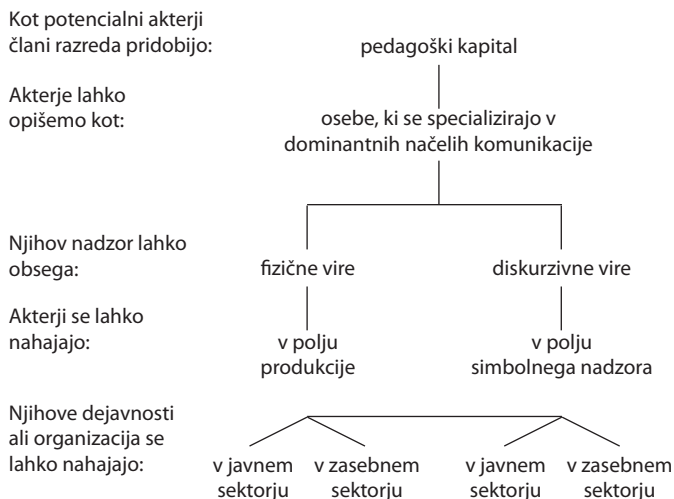 Kot potencialni akterji
člani razreda pridobijo:
pedagoški kapital
Akterje lahko
opišemo kot:
osebe, ki se specializirajo v
dominantnih načelih komunikacije
Njihov nadzor lahko
obsega:
fizične vire
diskurzivne vire
Akterji se lahko
nahajajo:
v polju
produkcije
v polju
simbolnega nadzora
Njihove dejavnosti
ali organizacija se
lahko nahajajo:
v javnem
sektorju
v zasebnem
sektorju
v javnem
sektorju
v zasebnem
sektorju